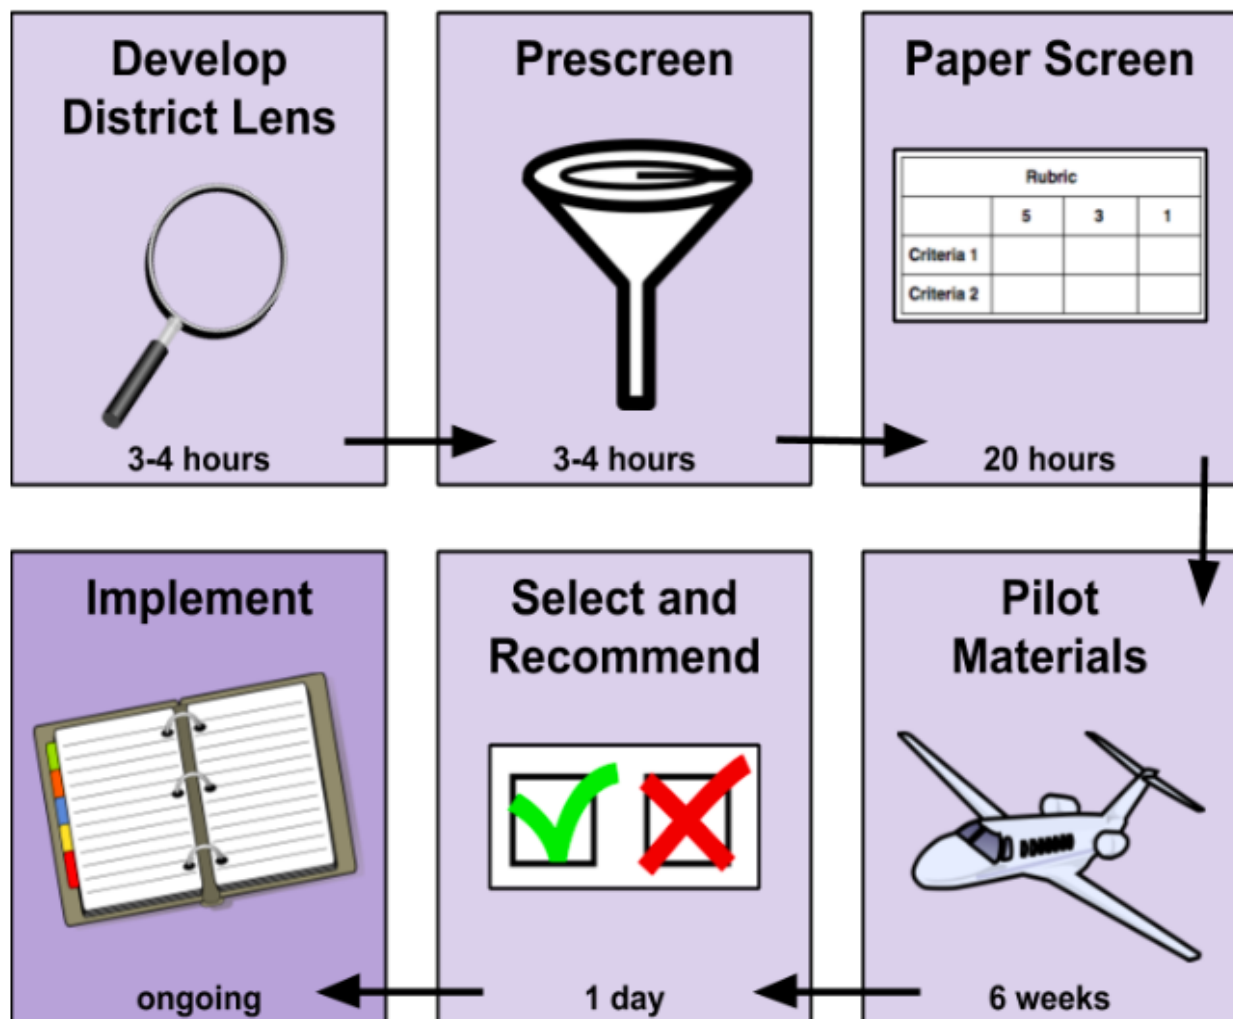 Develop
District Lens
3-4 hours
Prescreen
3-4 hours
Paper Screen
Rubric
5 3 1
Criteria 1
Criteria 2
20 hours
Pilot
Materials
6 weeks
Select and
Recommend
1 day
Implement
ongoing